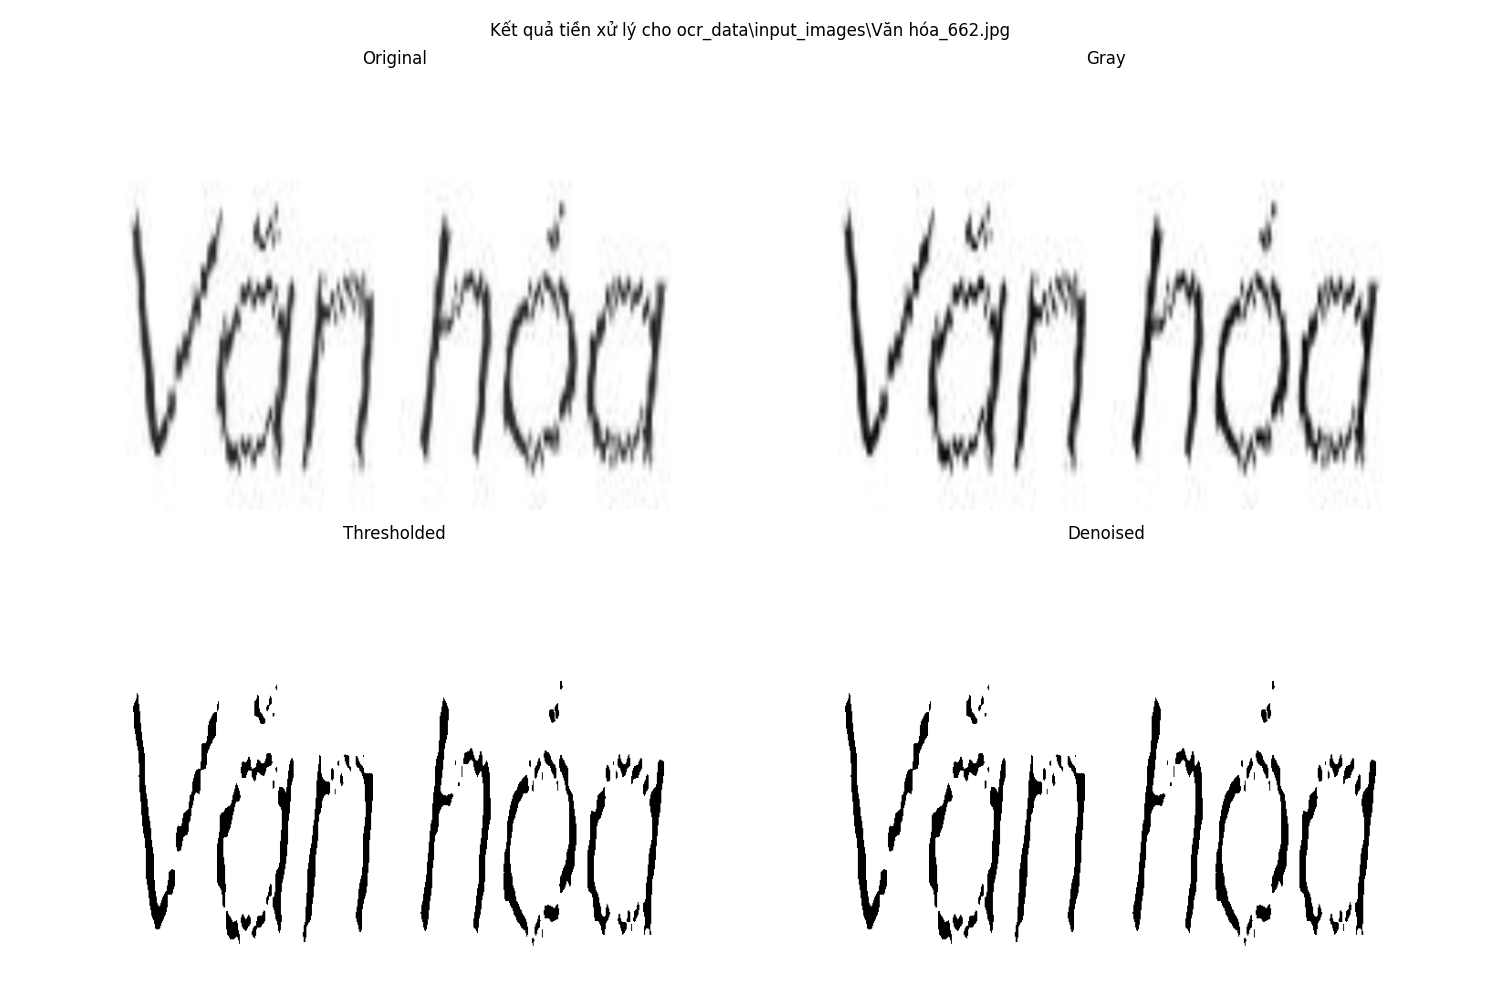 Kết quả tiền xử lý cho ocr_data\input_images\Văn hóa_662.jpg
Original
Gray
Văn hóa
Văn hóa
Thresholded
Denoised
Văn hóa
Văn hóa